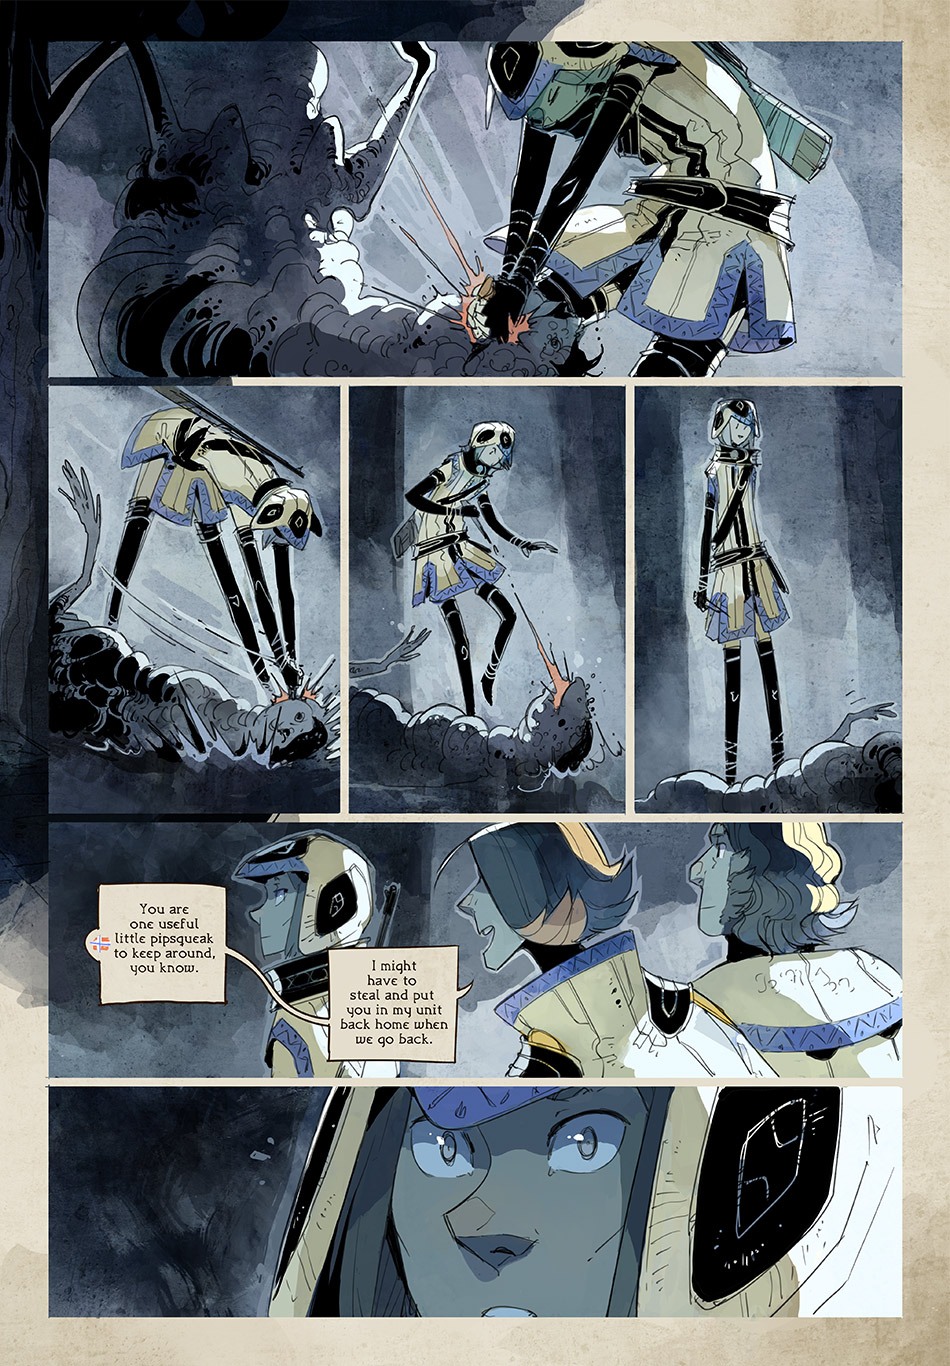 You are
one useful
little pipsqueak
to keep around,
you know.
I might
have to
steal and put
you in my unit
back home when
we go back.